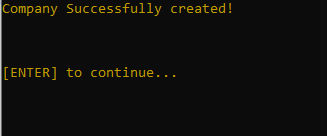 Company Successfully created!
[ENTER] to continue...